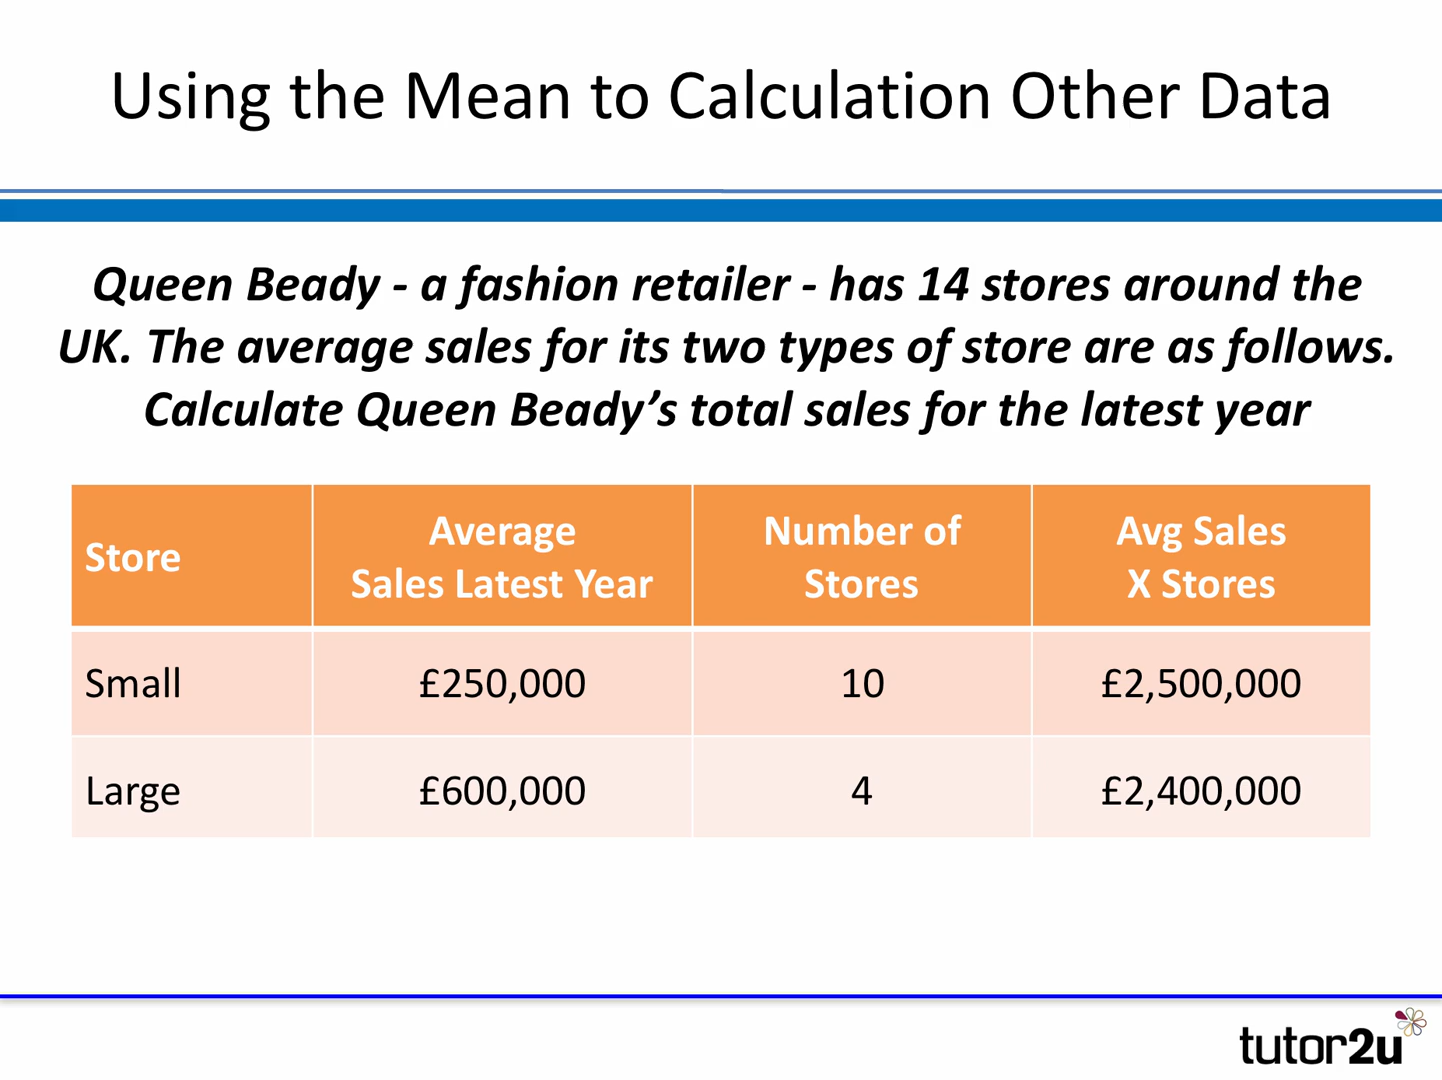 Using the Mean to Calculation Other Data
Queen Beady - a fashion retailer - has 14 stores around the
UK. The average sales for its two types of store are as follows.
Calculate Queen Beady’s total sales for the latest year
Store
Average
Sales Latest Year
Number of
Stores
Avg Sales
X Stores
Small
£250,000
10
£2,500,000
Large
£600,000
4
£2,400,000
tutor2u